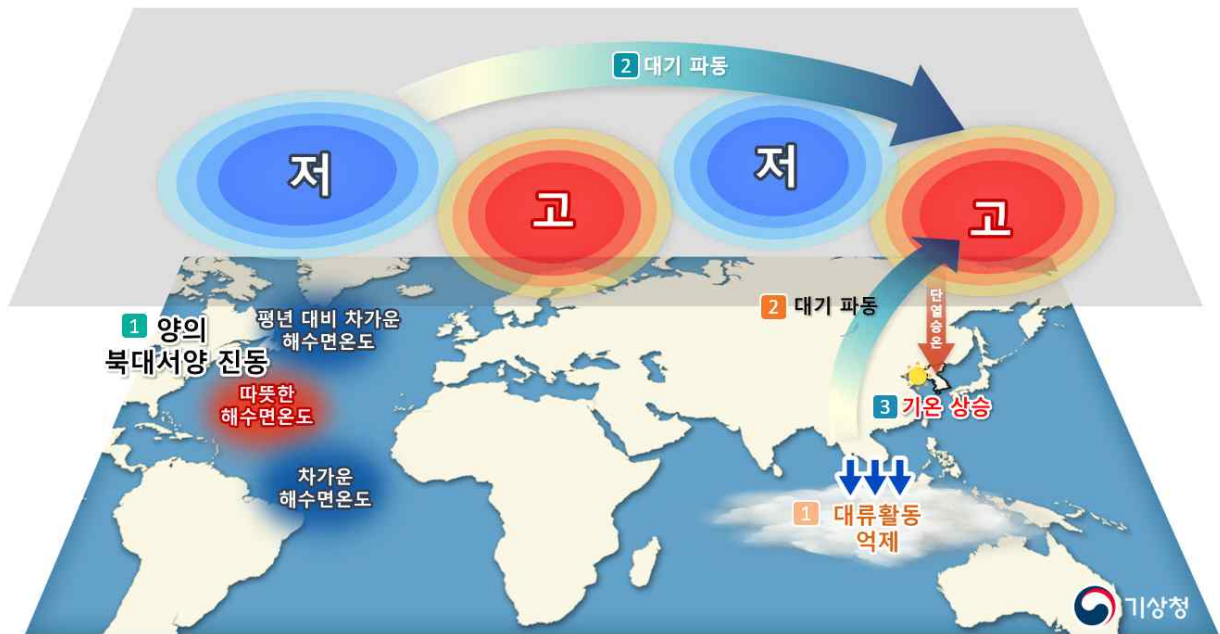 2 대기 파동
저
고
저
고
1 양의
북대서양 진동
평년 대비 차가운
해수면온도
따뜻한
해수면온도
차가운
해수면온도
2 대기 파동
단열승온
3 기온 상승
1 대류활동
억제
기상청